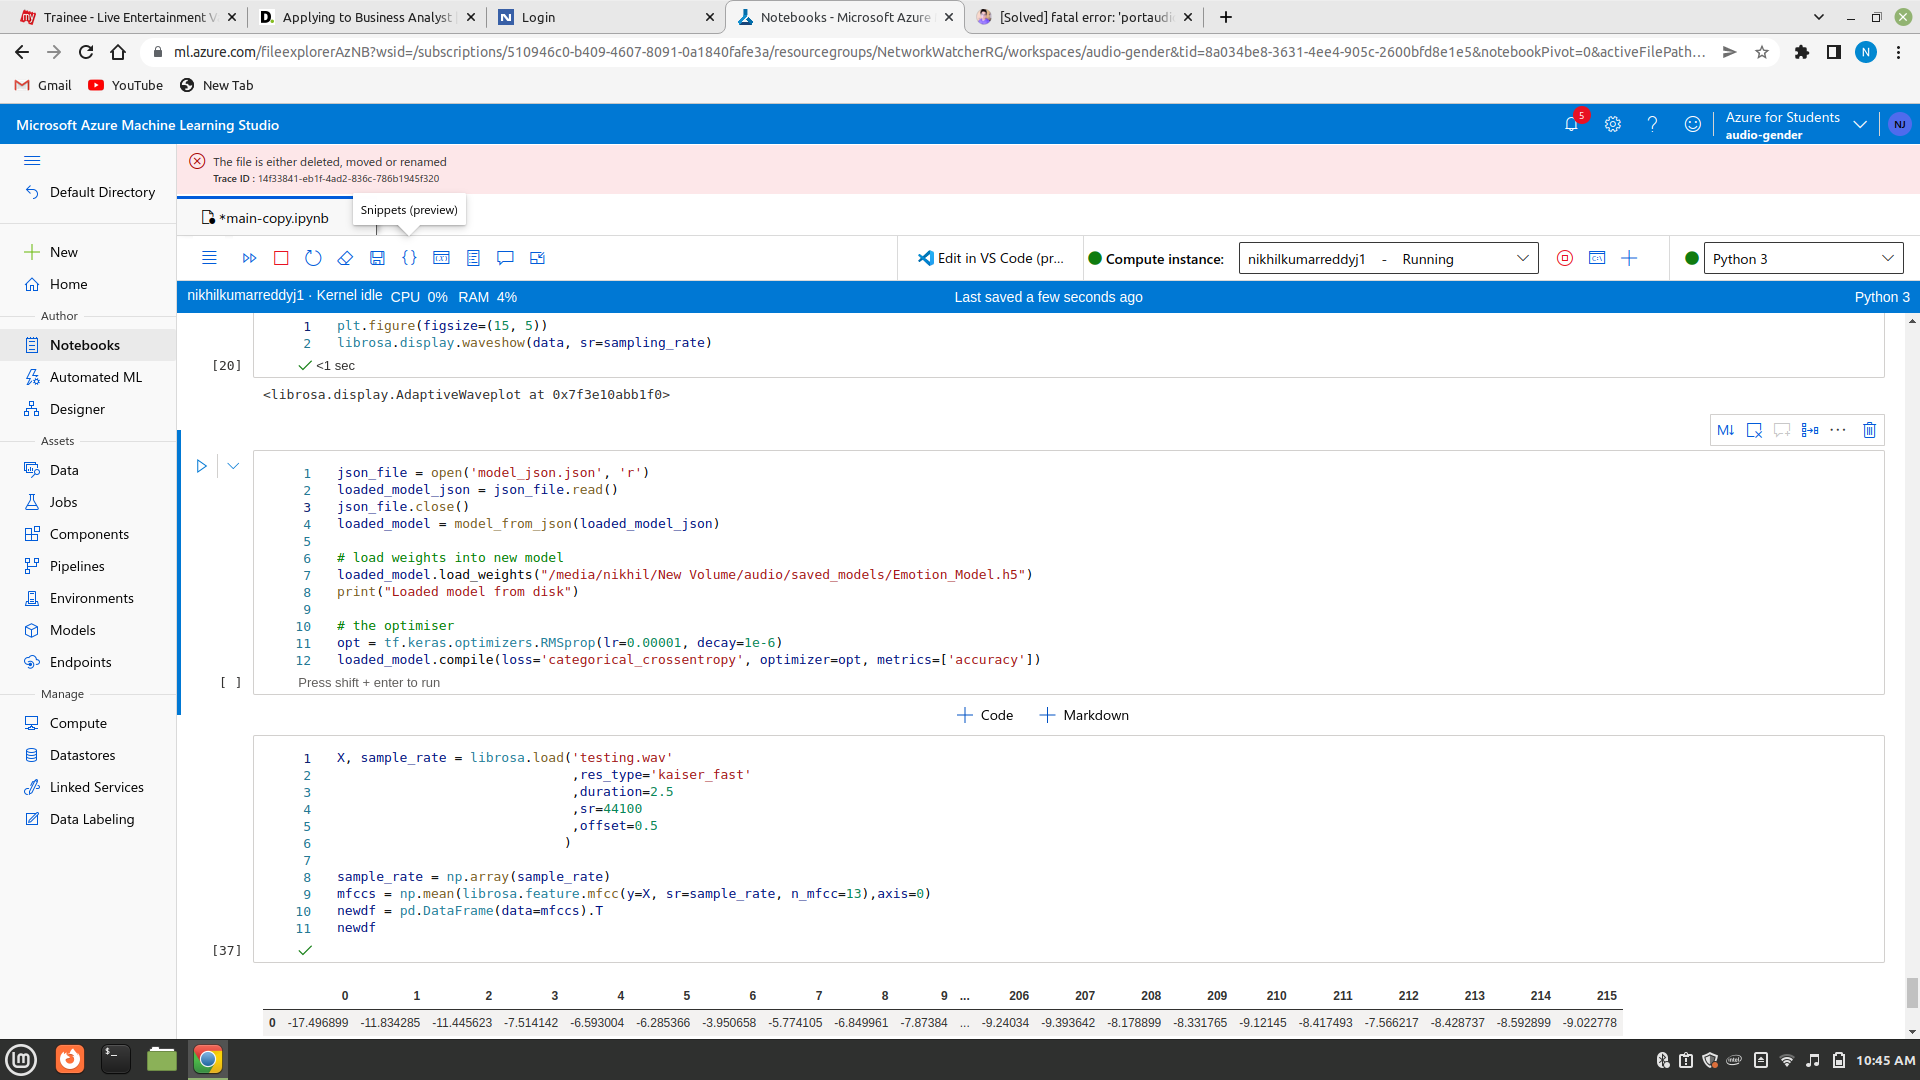 Trainee - Live Entertainment V
Applying to Business Analyst
Login
Notebooks - Microsoft Azure
[Solved] fatal error: 'portaudi
ml.azure.com/fileexplorerAzNB?wsid=/subscriptions/510946c0-b409-4607-8091-0a1840fafe3a/resourcegroups/NetworkWatcherRG/workspaces/audio-gender&tid=8a034be8-3631-4ee4-905c-2600bfd8e1e5&notebookPivot=0&activeFilePath...
N
Gmail
YouTube
New Tab
Microsoft Azure Machine Learning Studio
5
Azure for Students
audio-gender
NJ
Default Directory
New
Home
Author
Notebooks
Automated ML
Designer
Assets
Data
Jobs
Components
Pipelines
Environments
Models
Endpoints
Manage
Compute
Datastores
Linked Services
Data Labeling
The file is either deleted, moved or renamed
Trace ID : 14f33841-eb1f-4ad2-836c-786b1945f320
*main-copy.ipynb
Snippets (preview)
Edit in VS Code (pr...
Compute instance:
nikhilkumarreddyj1 - Running
Python 3
nikhilkumarreddyj1 · Kernel idle CPU 0% RAM 4%
Last saved a few seconds ago
Python 3
1 plt.figure(figsize=(15, 5))
2 librosa.display.waveshow(data, sr=sampling_rate)
[20] <1 sec
<librosa.display.AdaptiveWaveplot at 0x7f3e10abb1f0>
M↓
1 json_file = open('model_json.json', 'r')
2 loaded_model_json = json_file.read()
3 json_file.close()
4 loaded_model = model_from_json(loaded_model_json)
5
6 # load weights into new model
7 loaded_model.load_weights("/media/nikhil/New Volume/audio/saved_models/Emotion_Model.h5")
8 print("Loaded model from disk")
9
10 # the optimiser
11 opt = tf.keras.optimizers.RMSprop(lr=0.00001, decay=1e-6)
12 loaded_model.compile(loss='categorical_crossentropy', optimizer=opt, metrics=['accuracy'])
[ ] Press shift + enter to run
Code
Markdown
1 X, sample_rate = librosa.load('testing.wav'
2 ,res_type='kaiser_fast'
3 ,duration=2.5
4 ,sr=44100
5 ,offset=0.5
6 )
7
8 sample_rate = np.array(sample_rate)
9 mfccs = np.mean(librosa.feature.mfcc(y=X, sr=sample_rate, n_mfcc=13),axis=0)
10 newdf = pd.DataFrame(data=mfccs).T
11 newdf
[37]
0 1 2 3 4 5 6 7 8 9 ... 206 207 208 209 210 211 212 213 214 215
0 -17.496899 -11.834285 -11.445623 -7.514142 -6.593004 -6.285366 -3.950658 -5.774105 -6.849961 -7.87384 ... -9.24034 -9.393642 -8.178899 -8.331765 -9.12145 -8.417493 -7.566217 -8.428737 -8.592899 -9.022778
10:45 AM